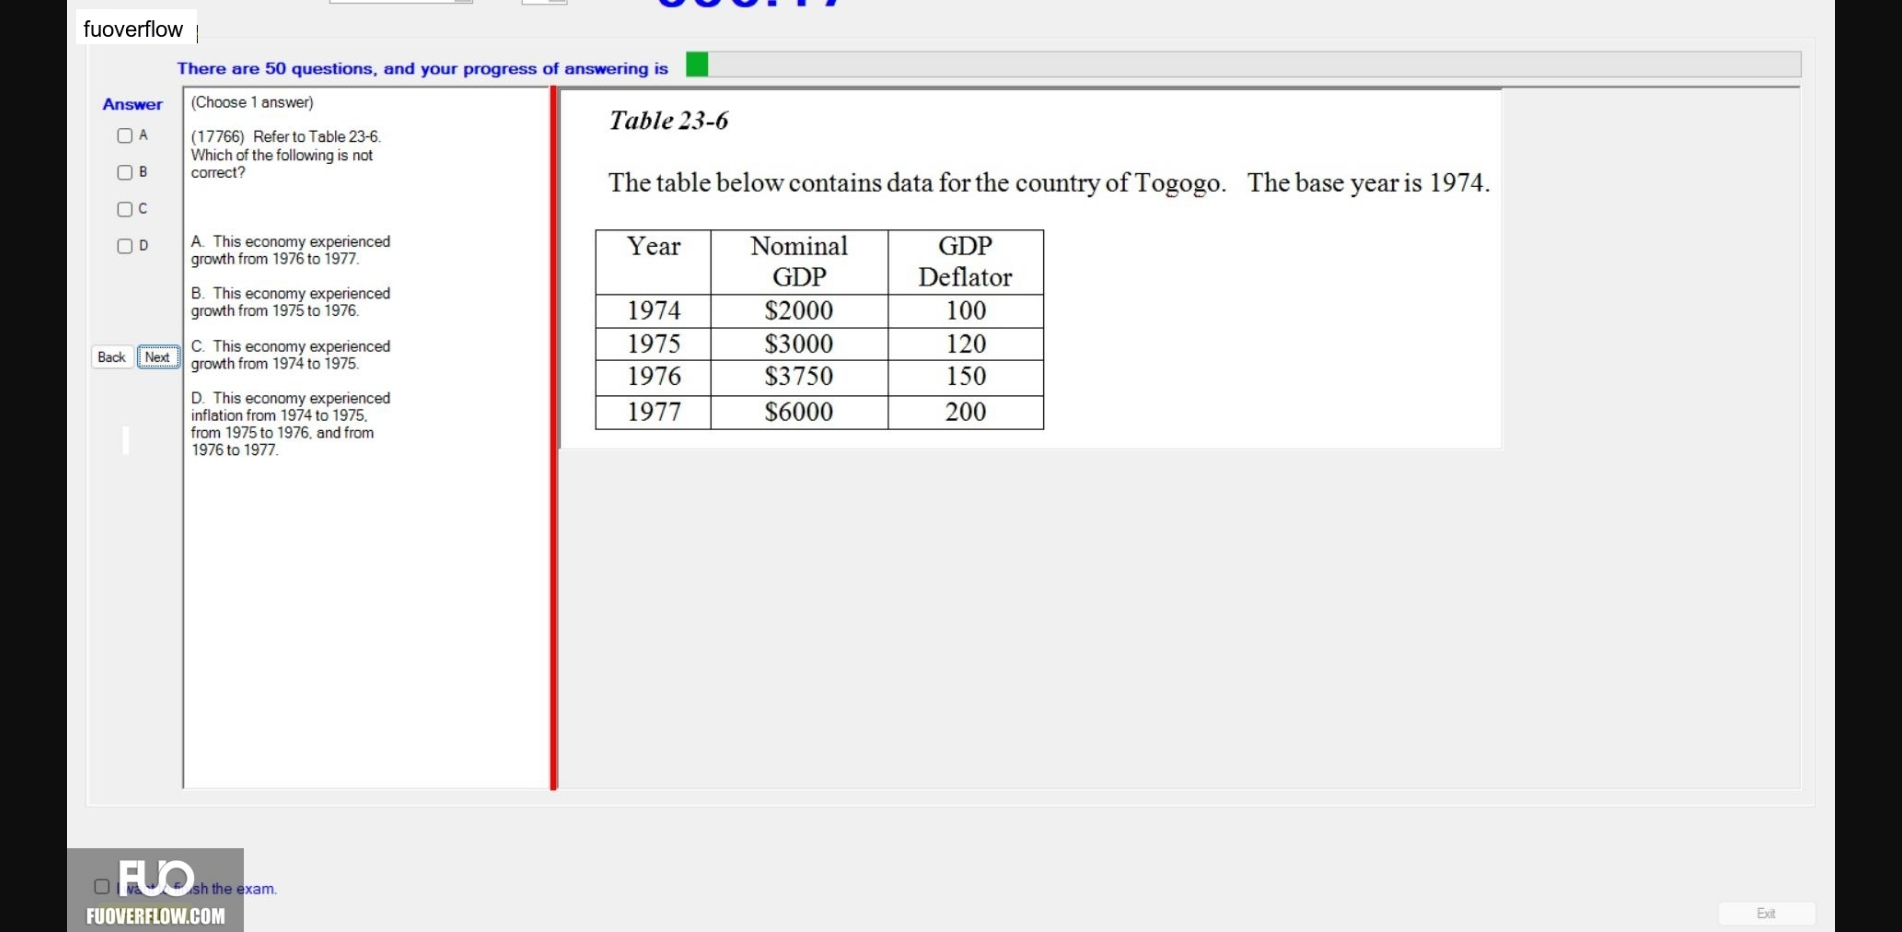 fuoverflow
There are 50 questions, and your progress of answering is
Answer
A
B
C
D
Back Next
(Choose 1 answer)
(17766) Refer to Table 23-6.
Which of the following is not
correct?
A. This economy experienced
growth from 1976 to 1977.
B. This economy experienced
growth from 1975 to 1976.
C. This economy experienced
growth from 1974 to 1975.
D. This economy experienced
inflation from 1974 to 1975,
from 1975 to 1976, and from
1976 to 1977.
Table 23-6
The table below contains data for the country of Togogo. The base year is 1974.
Year Nominal GDP GDP Deflator
1974 $2000 100
1975 $3000 120
1976 $3750 150
1977 $6000 200
FUO
the exam.
FUOVERFLOW.COM
Exit